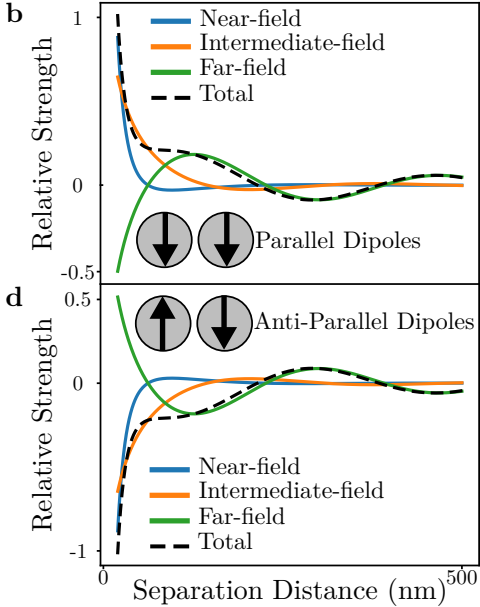 b
Relative Strength
1
0
-0.5
Near-field
Intermediate-field
Far-field
Total
Parallel Dipoles
d
Relative Strength
0.5
0
-1
Anti-Parallel Dipoles
Near-field
Intermediate-field
Far-field
Total
0
500
Separation Distance (nm)